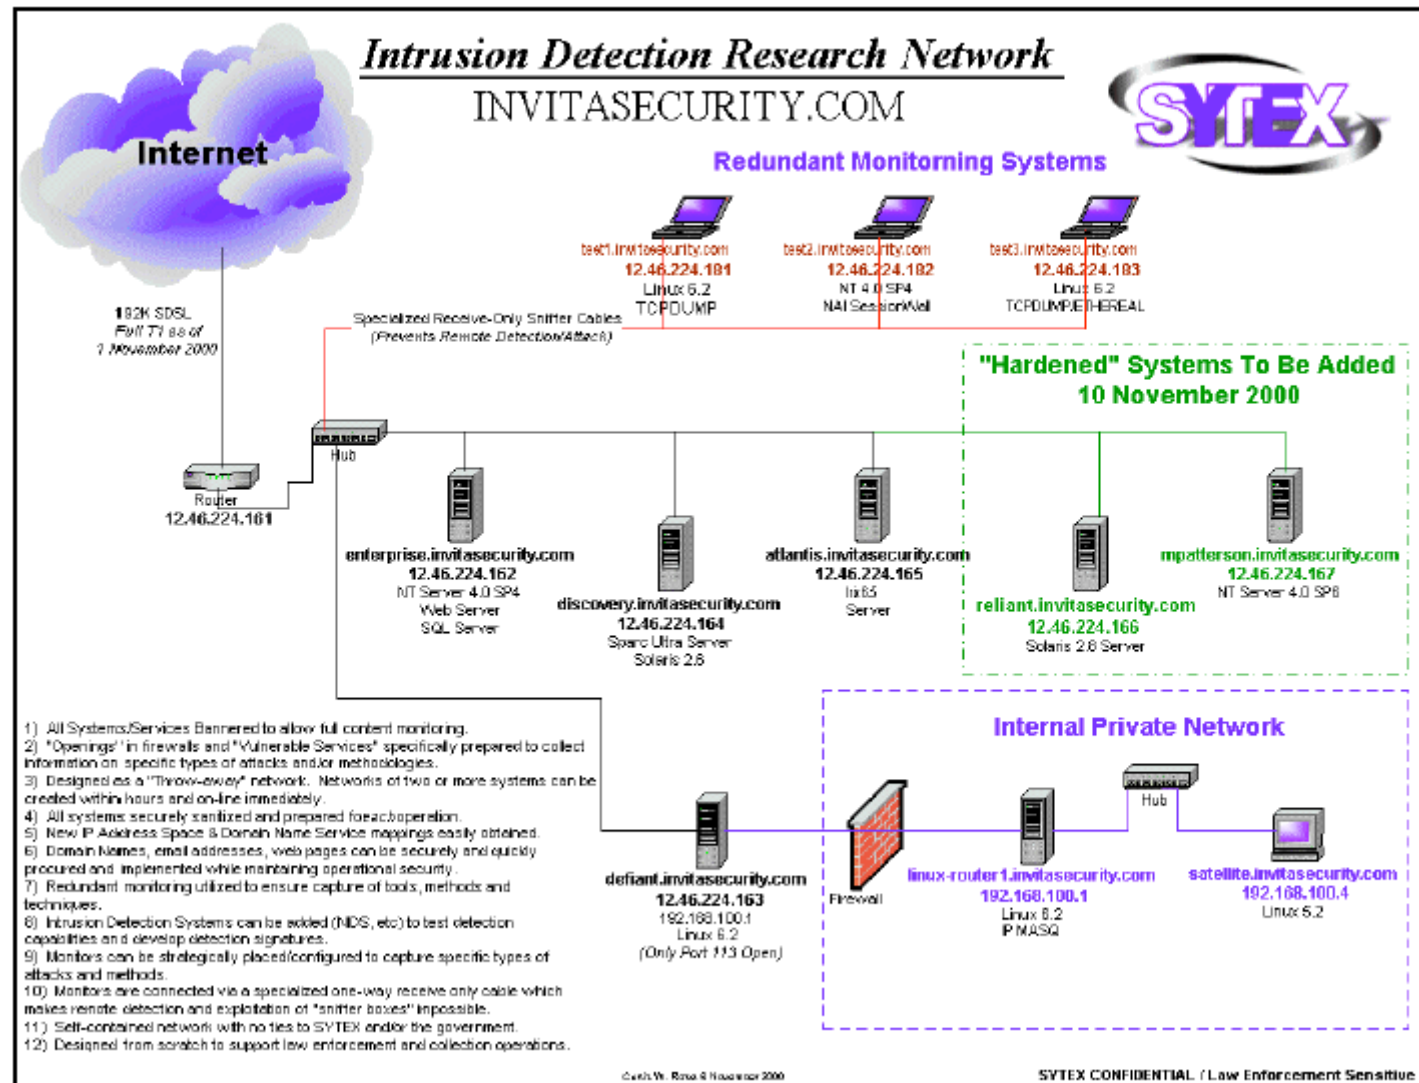 Intrusion Detection Research Network
INVITASECURITY.COM
SYTEX
Internet
Redundant Monitorning Systems
test1.invitasecurity.com
12.46.224.181
Linux 6.2
TCPDUMP
test2.invitasecurity.com
12.46.224.182
NT 4.0 SP4
NAI SessionWall
test3.invitasecurity.com
12.46.224.183
Linux 6.2
TCPDUMP/ETHEREAL
192K SDSL
Full T1 as of
1 November 2000
Specialized Receive-Only Sniffer Cables
(Prevents Remote Detection/Attack)
"Hardened" Systems To Be Added
10 November 2000
Hub
Router
12.46.224.161
enterprise.invitasecurity.com
12.46.224.162
NT Server 4.0 SP4
Web Server
SQL Server
discovery.invitasecurity.com
12.46.224.164
Sparc Ultra Server
Solaris 2.6
atlantis.invitasecurity.com
12.46.224.165
Irix6.5
Server
reliant.invitasecurity.com
12.46.224.166
Solaris 2.8 Server
mpatterson.invitasecurity.com
12.46.224.167
NT Server 4.0 SP6
1) All Systems/Services Bannered to allow full content monitoring.
2) "Openings" in firewalls and "Vulnerable Services" specifically prepared to collect
information on specific types of attacks and/or methodologies.
3) Designed as a "Throw-away" network. Networks of two or more systems can be
created within hours and on-line immediately.
4) All systems securely sanitized and prepared for each operation.
5) New IP Address Space & Domain Name Service mappings easily obtained.
6) Domain Names, email addresses, web pages can be securely and quickly
procured and implemented while maintaining operational security.
7) Redundant monitoring utilized to ensure capture of tools, methods and
techniques.
8) Intrusion Detection Systems can be added (NIDS, etc) to test detection
capabilities and develop detection signatures.
9) Monitors can be strategically placed/configured to capture specific types of
attacks and methods.
10) Monitors are connected via a specialized one-way receive only cable which
makes remote detection and exploitation of "sniffer boxes" impossible.
11) Self-contained network with no ties to SYTEX and/or the government.
12) Designed from scratch to support law enforcement and collection operations.
Internal Private Network
Hub
Firewall
defiant.invitasecurity.com
12.46.224.163
192.168.100.1
Linux 6.2
(Only Port 113 Open)
linux-router1.invitasecurity.com
192.168.100.1
Linux 6.2
IP MASQ
satellite.invitasecurity.com
192.168.100.4
Linux 5.2
November 2000
SYTEX CONFIDENTIAL / Law Enforcement Sensitive